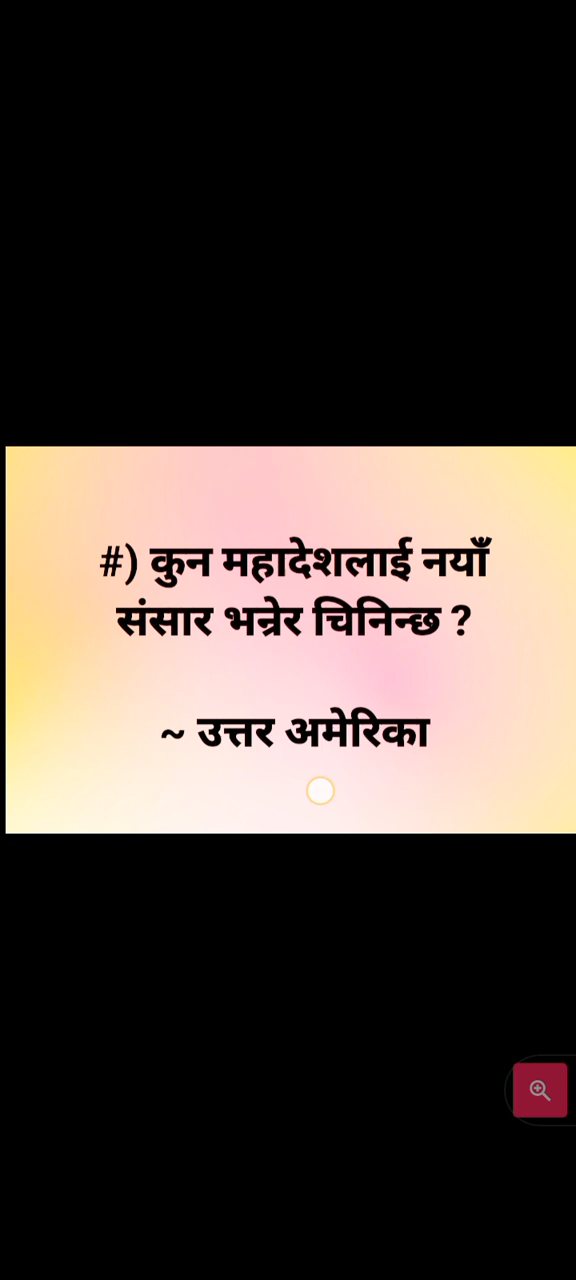 #) कुन महादेशलाई नयाँ
संसार भन्रेर चिनिन्छ ?
~ उत्तर अमेरिका